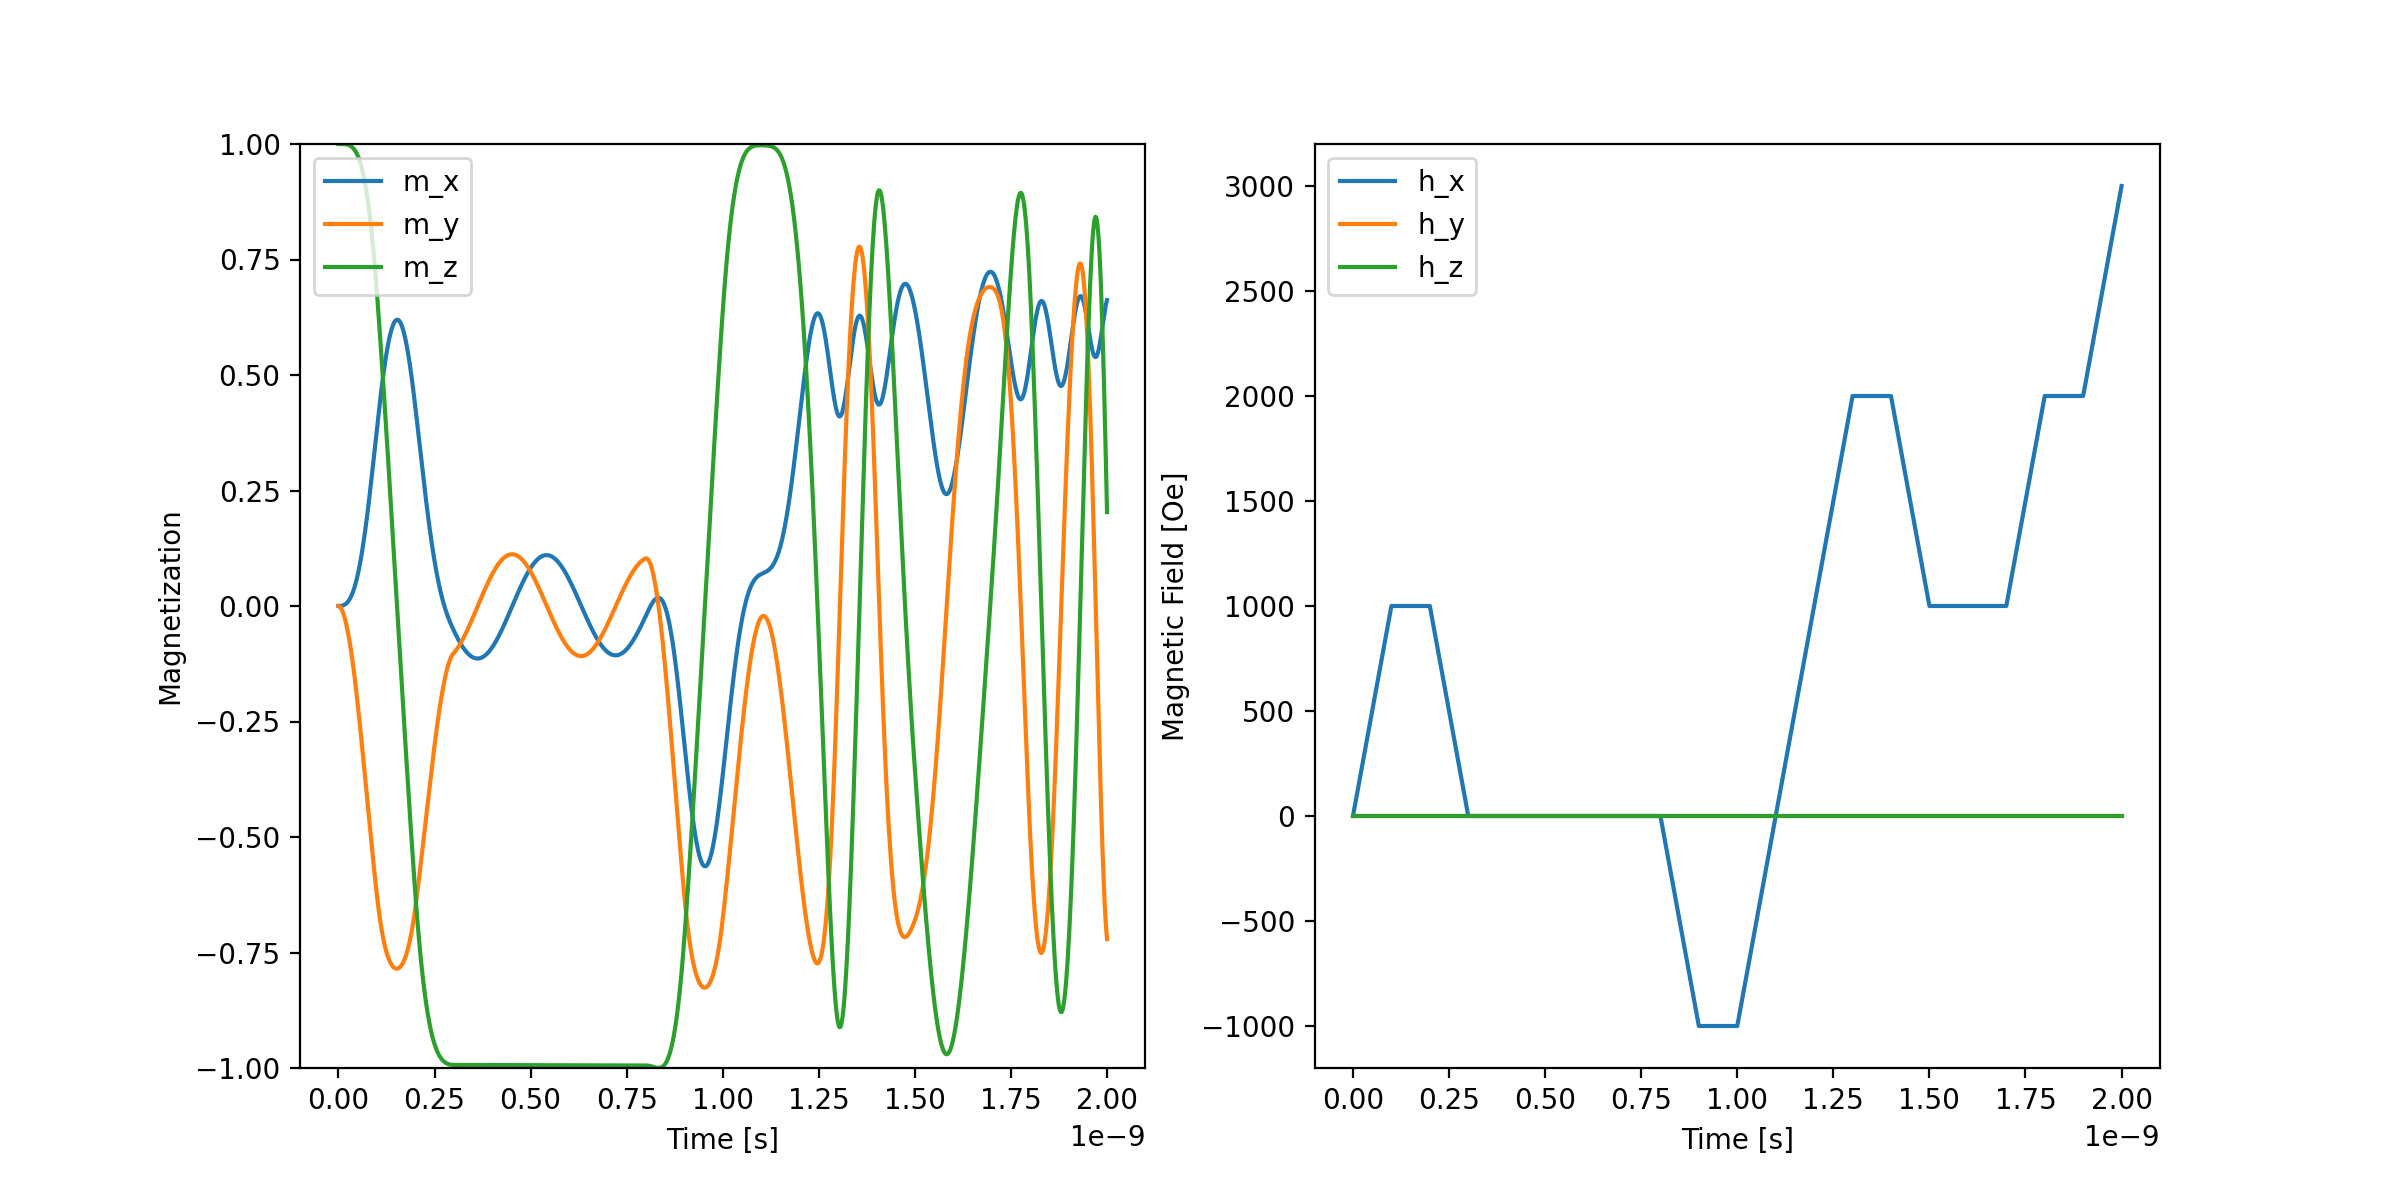 1.00
0.75
0.50
0.25
0.00
−0.25
−0.50
−0.75
−1.00
Magnetization
m_x
m_y
m_z
0.00 0.25 0.50 0.75 1.00 1.25 1.50 1.75 2.00
Time [s]
1e−9
3000
2500
2000
1500
1000
500
0
−500
−1000
Magnetic Field [Oe]
h_x
h_y
h_z
0.00 0.25 0.50 0.75 1.00 1.25 1.50 1.75 2.00
Time [s]
1e−9